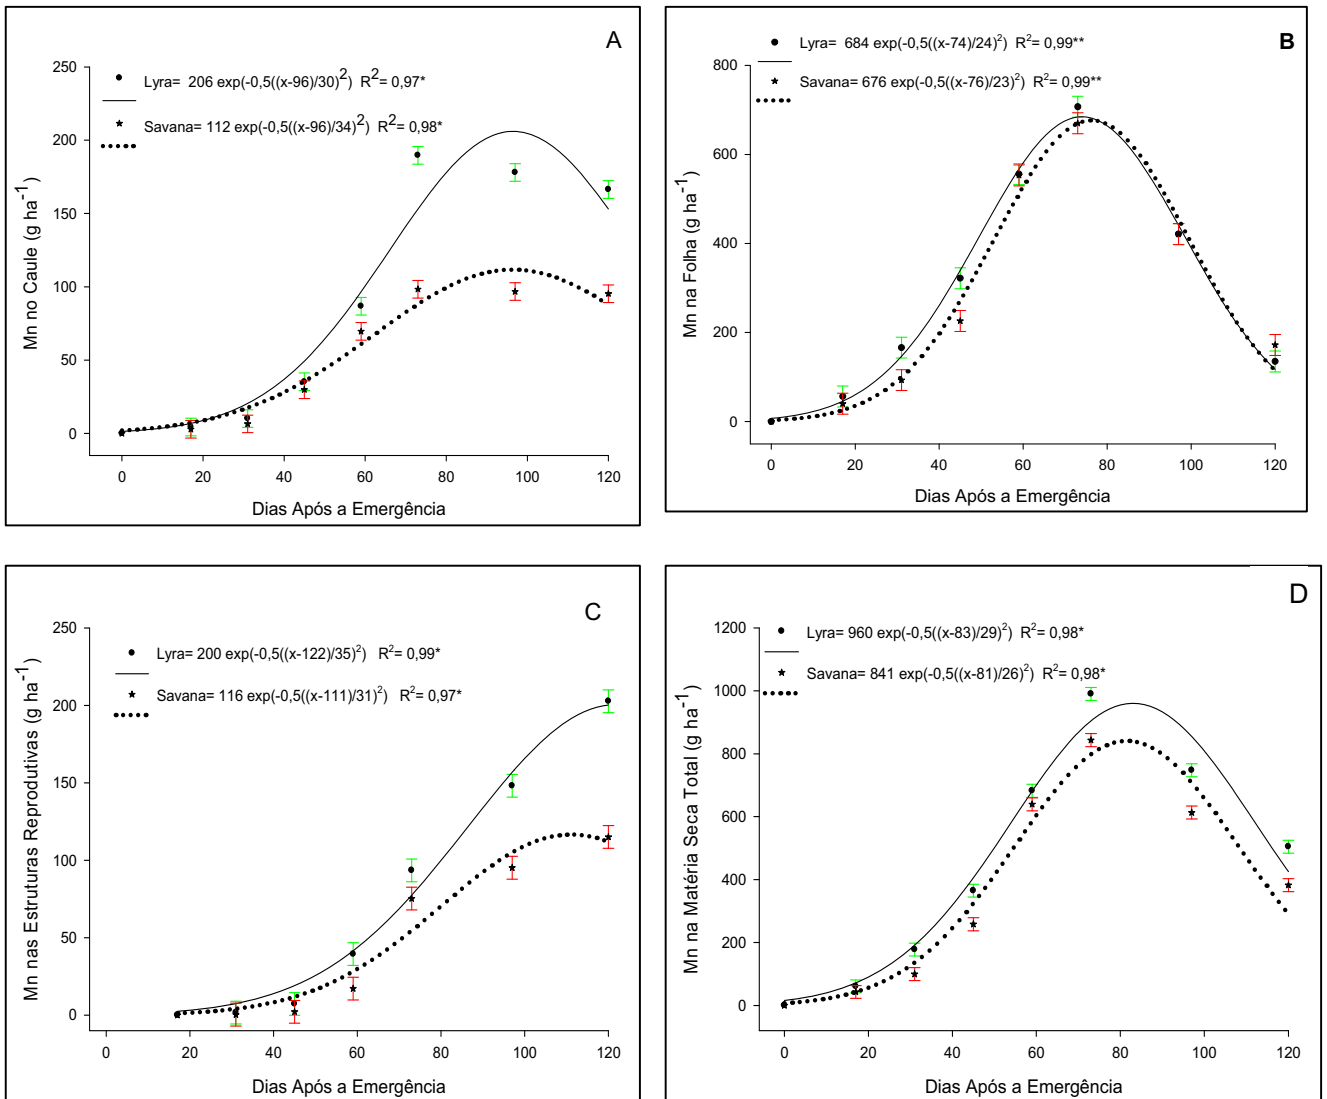 A
Lyra= 206 exp(-0,5((x-96)/30)²) R²= 0,97*
Savana= 112 exp(-0,5((x-96)/34)²) R²= 0,98*
Mn no Caule (g ha⁻¹)
250
200
150
100
50
0
0 20 40 60 80 100 120
Dias Após a Emergência
B
Lyra= 684 exp(-0,5((x-74)/24)²) R²= 0,99**
Savana= 676 exp(-0,5((x-76)/23)²) R²= 0,99**
Mn na Folha (g ha⁻¹)
800
600
400
200
0
0 20 40 60 80 100 120
Dias Após a Emergência
C
Lyra= 200 exp(-0,5((x-122)/35)²) R²= 0,99*
Savana= 116 exp(-0,5((x-111)/31)²) R²= 0,97*
Mn nas Estruturas Reprodutivas (g ha⁻¹)
250
200
150
100
50
0
0 20 40 60 80 100 120
Dias Após a Emergência
D
Lyra= 960 exp(-0,5((x-83)/29)²) R²= 0,98*
Savana= 841 exp(-0,5((x-81)/26)²) R²= 0,98*
Mn na Matéria Seca Total (g ha⁻¹)
1200
1000
800
600
400
200
0
0 20 40 60 80 100 120
Dias Após a Emergência